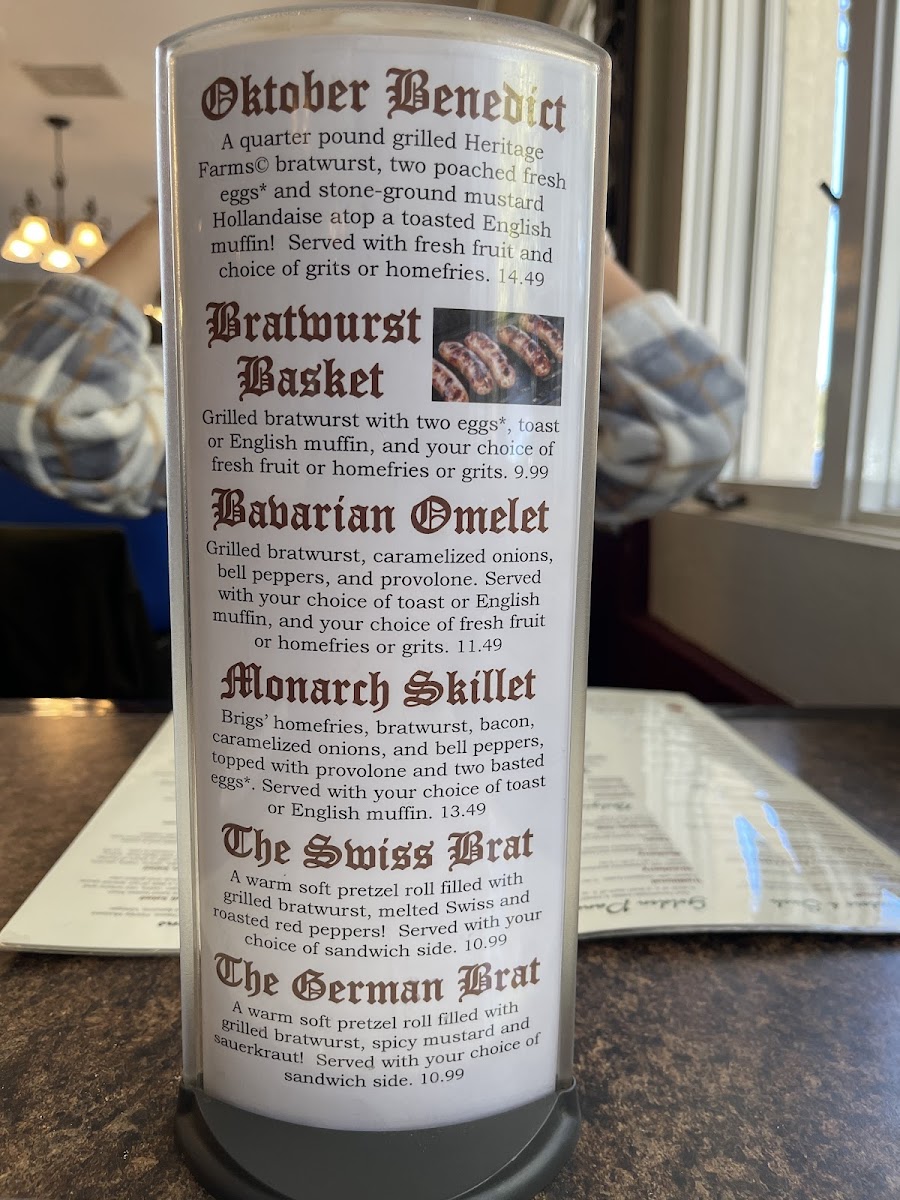 Oktober Benedict
A quarter pound grilled Heritage
Farms© bratwurst, two poached fresh
eggs* and stone-ground mustard
Hollandaise atop a toasted English
muffin! Served with fresh fruit and
choice of grits or homefries. 14.49
Bratwurst
Basket
Grilled bratwurst with two eggs*, toast
or English muffin, and your choice of
fresh fruit or homefries or grits. 9.99
Bavarian Omelet
Grilled bratwurst, caramelized onions,
bell peppers, and provolone. Served
with your choice of toast or English
muffin, and your choice of fresh fruit
or homefries or grits. 11.49
Monarch Skillet
Brigs' homefries, bratwurst, bacon,
caramelized onions, and bell peppers,
topped with provolone and two basted
eggs*. Served with your choice of toast
or English muffin. 13.49
The Swiss Brat
A warm soft pretzel roll filled with
grilled bratwurst, melted Swiss and
roasted red peppers! Served with your
choice of sandwich side. 10.99
The German Brat
A warm soft pretzel roll filled with
grilled bratwurst, spicy mustard and
sauerkraut! Served with your choice of
sandwich side. 10.99